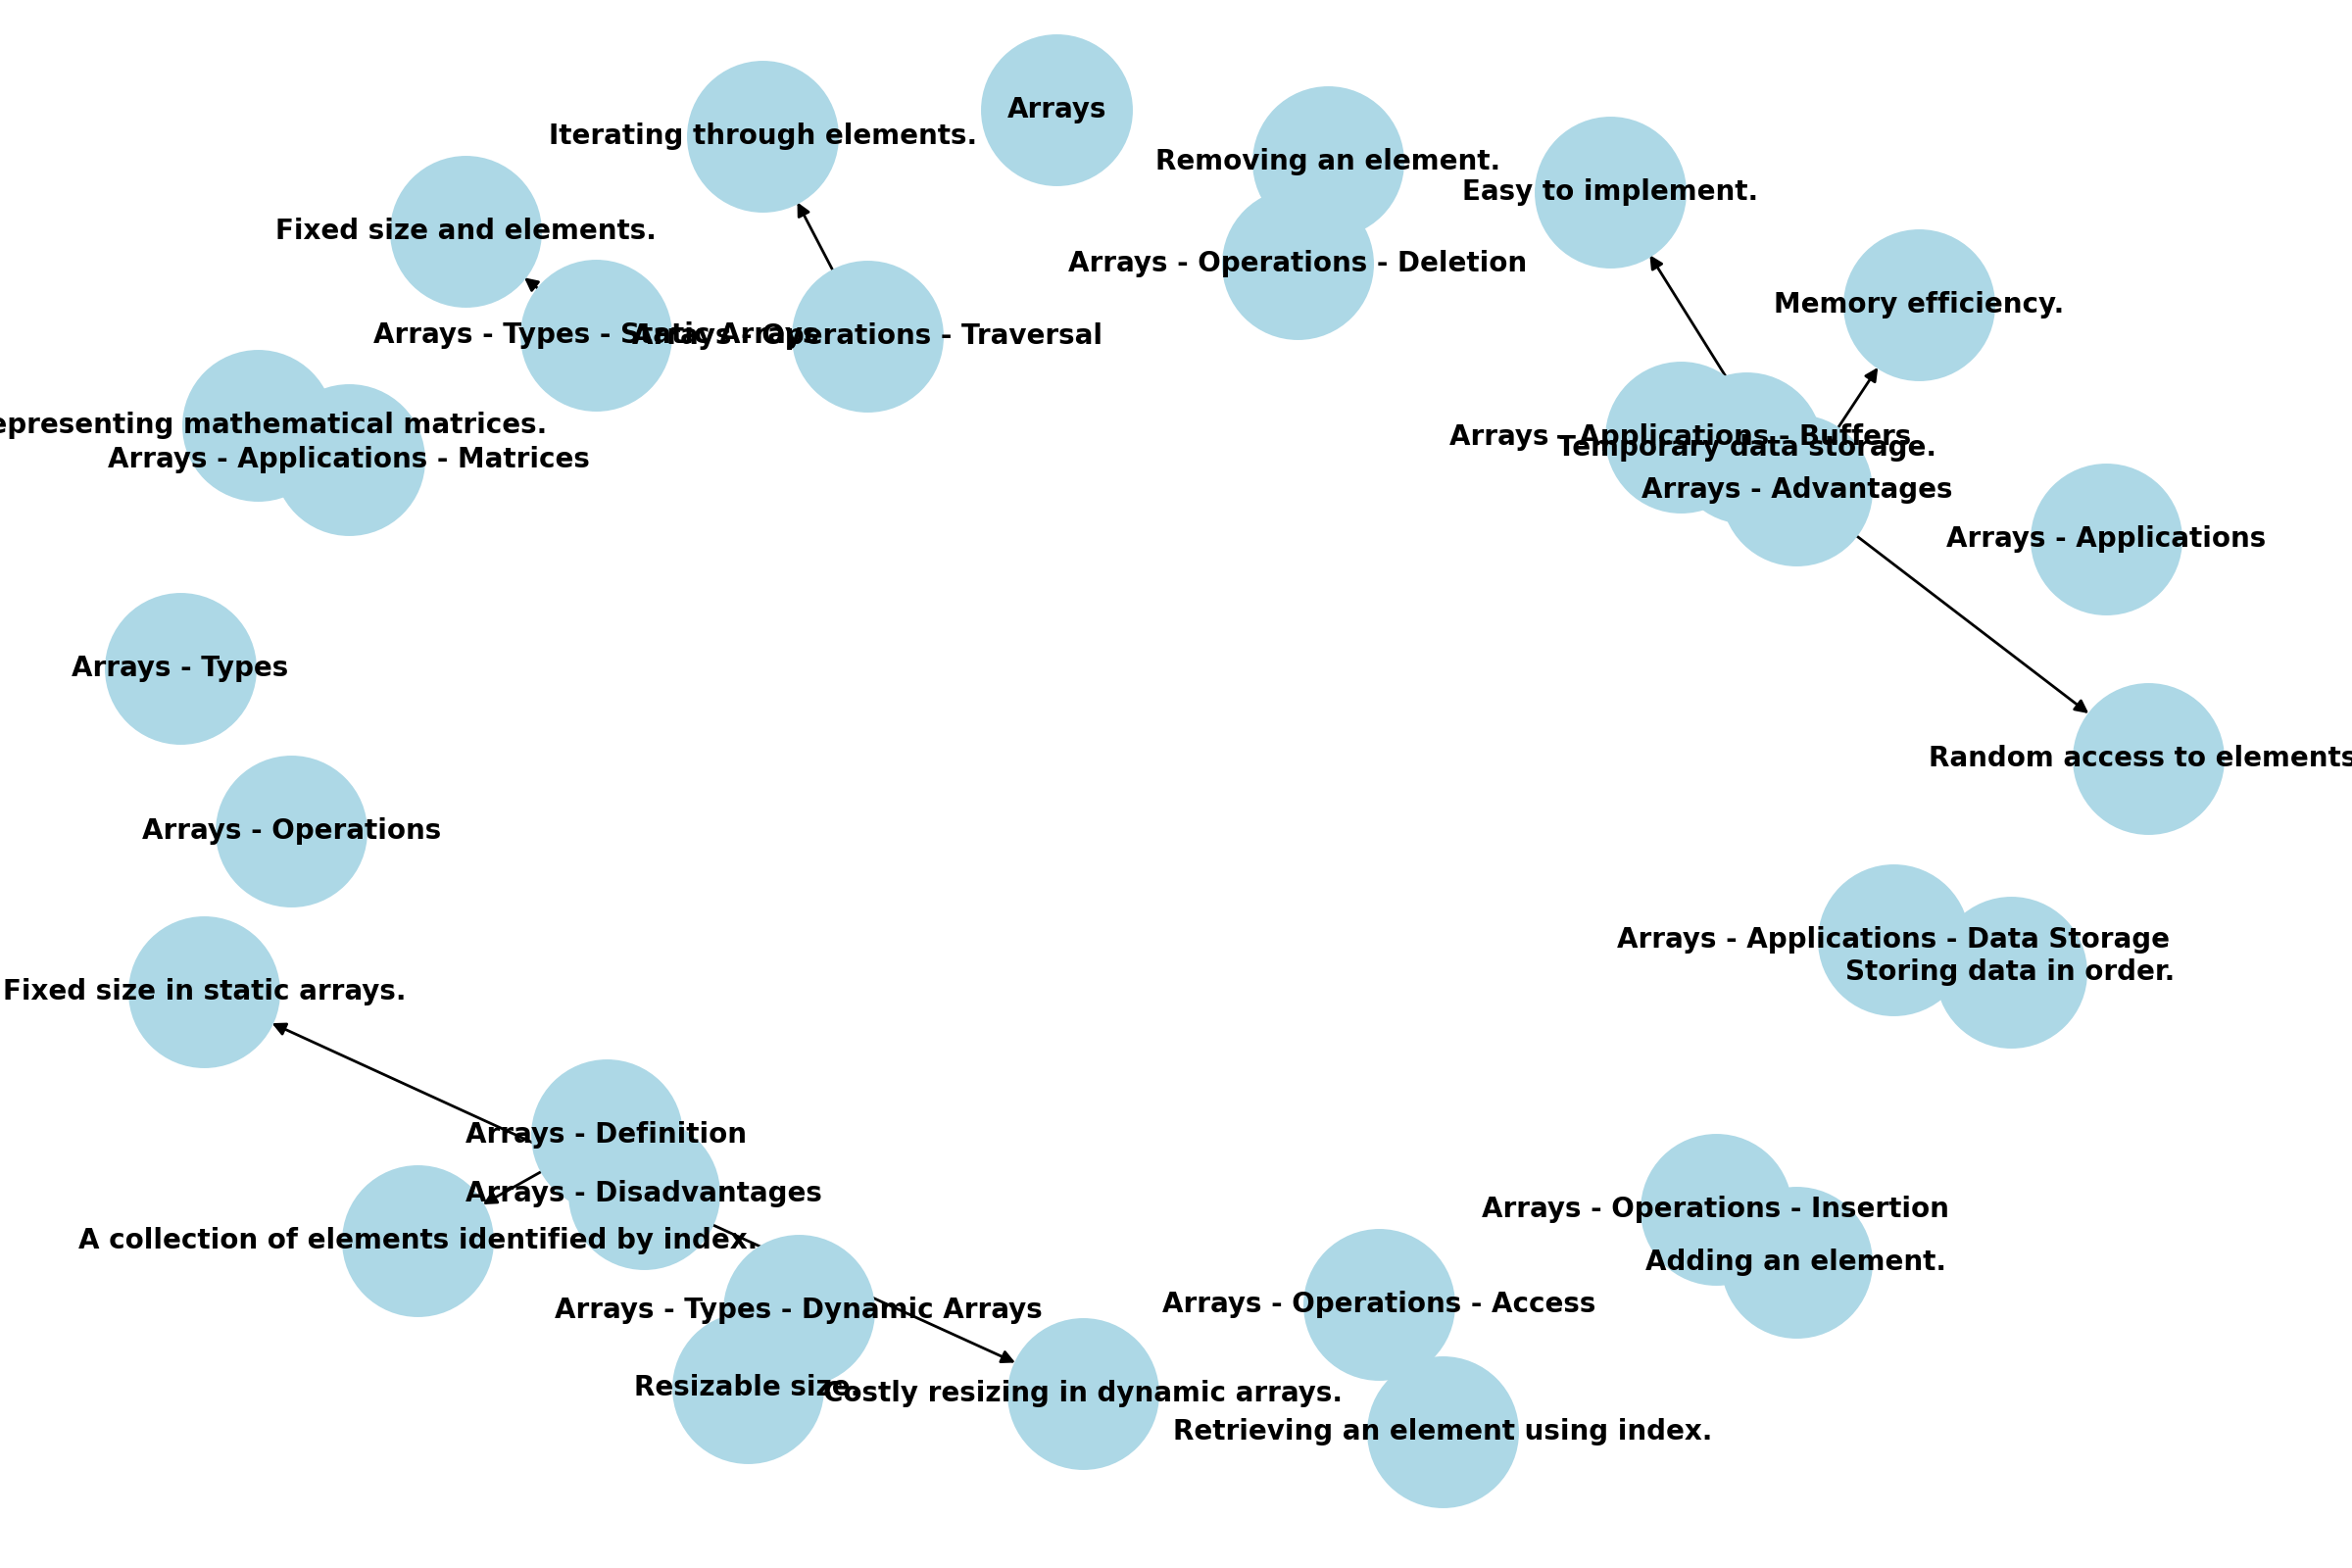 Arrays
Iterating through elements.
Removing an element.
Easy to implement.
Fixed size and elements.
Arrays - Operations - Deletion
Memory efficiency.
Arrays - Types - Static Arrays
Arrays - Operations - Traversal
epresenting mathematical matrices.
Arrays - Applications - Buffers
Temporary data storage.
Arrays - Applications - Matrices
Arrays - Advantages
Arrays - Applications
Arrays - Types
Random access to elements
Arrays - Operations
Arrays - Applications - Data Storage
Storing data in order.
Fixed size in static arrays.
Arrays - Definition
Arrays - Disadvantages
Arrays - Operations - Insertion
A collection of elements identified by index.
Adding an element.
Arrays - Operations - Access
Arrays - Types - Dynamic Arrays
Resizable size.
Costly resizing in dynamic arrays.
Retrieving an element using index.